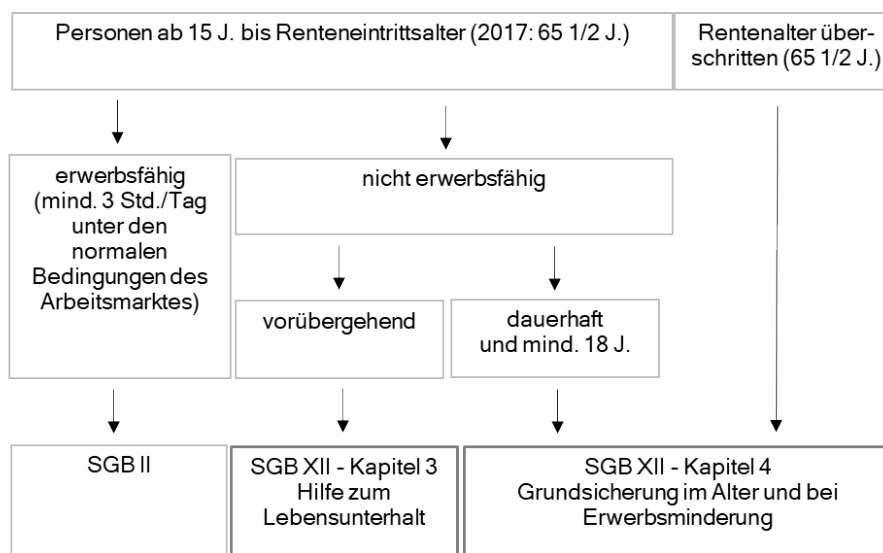 Personen ab 15 J. bis Renteneintrittsalter (2017: 65 1/2 J.)
Rentenalter über-
schritten (65 1/2 J.)
erwerbsfähig
(mind. 3 Std./Tag
unter den
normalen
Bedingungen des
Arbeitsmarktes)
nicht erwerbsfähig
vorübergehend
dauerhaft
und mind. 18 J.
SGB II
SGB XII - Kapitel 3
Hilfe zum
Lebensunterhalt
SGB XII - Kapitel 4
Grundsicherung im Alter und bei
Erwerbsminderung